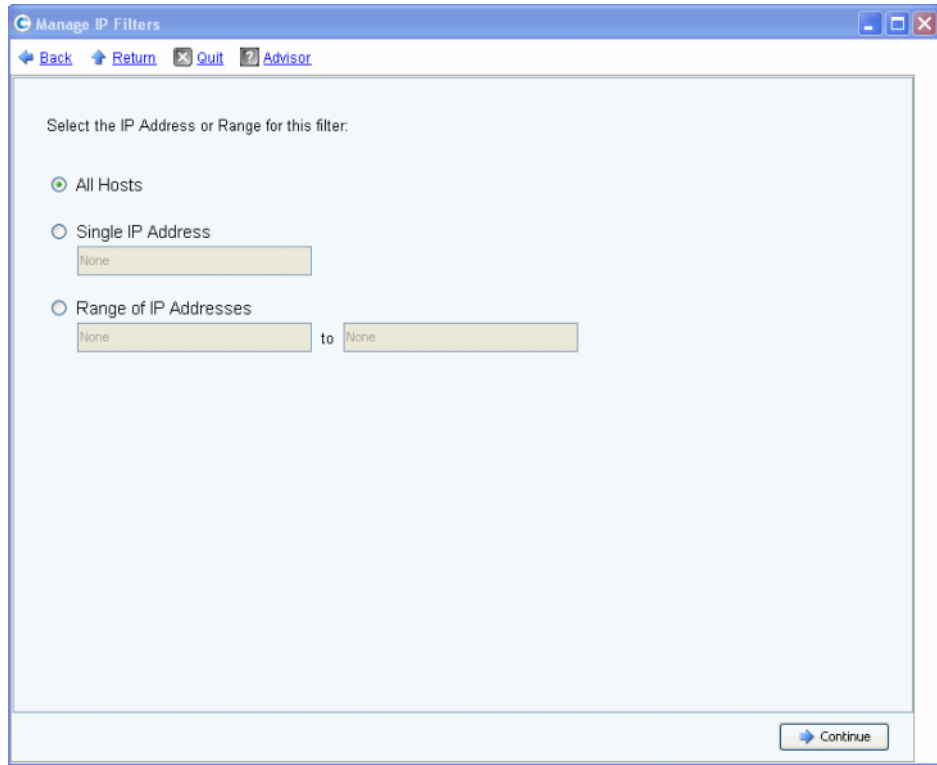 Manage IP Filters
Back Return Quit Advisor
Select the IP Address or Range for this filter:
All Hosts
Single IP Address
None
Range of IP Addresses
None to None
Continue